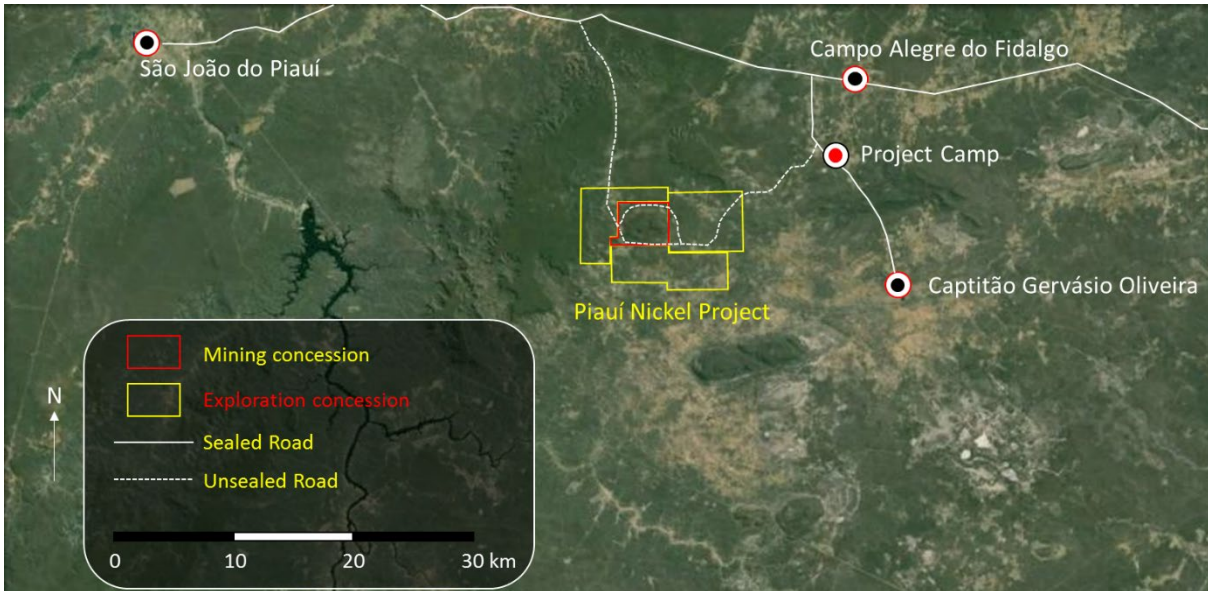 São João do Piauí
Campo Alegre do Fidalgo
Project Camp
Captitão Gervásio Oliveira
Piauí Nickel Project
Mining concession
Exploration concession
N
Sealed Road
Unsealed Road
0 10 20 30 km